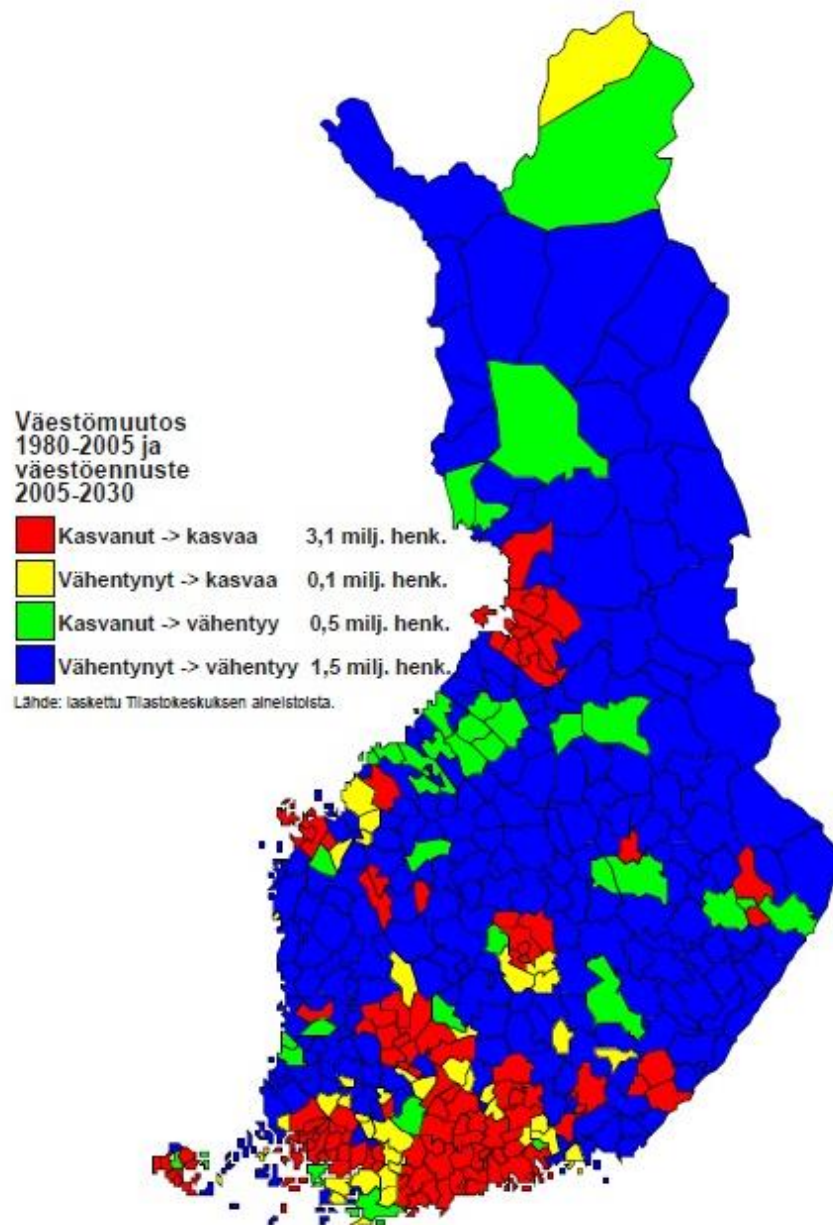 Väestömuutos
1980-2005 ja
väestöennuste
2005-2030
Kasvanut -> kasvaa 3,1 milj. henk.
Vähentynyt -> kasvaa 0,1 milj. henk.
Kasvanut -> vähentyy 0,5 milj. henk.
Vähentynyt -> vähentyy 1,5 milj. henk.
Lähde: laskettu Tilastokeskuksen aineistoista.